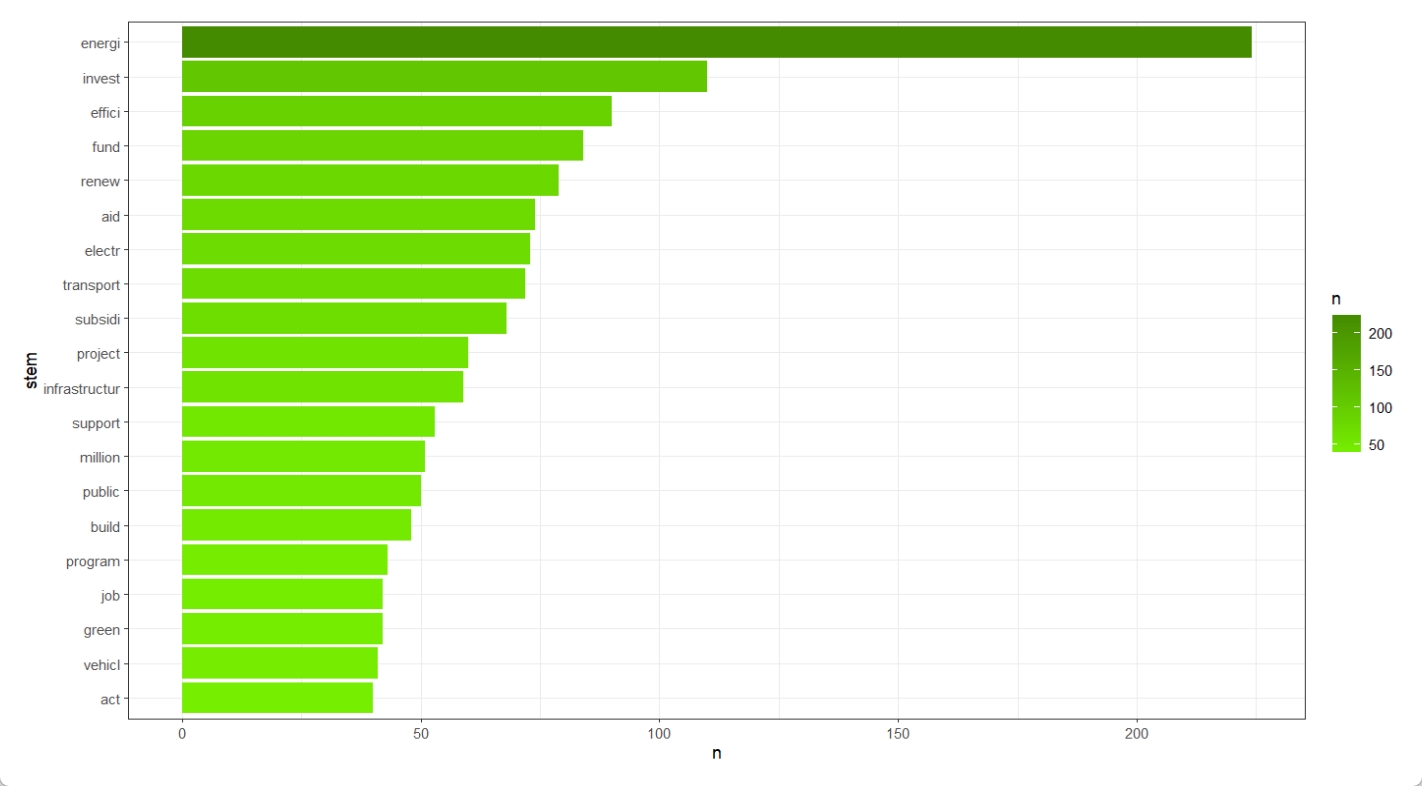 energi
invest
effici
fund
renew
aid
electr
transport
subsidi
project
infrastructur
support
million
public
build
program
job
green
vehicl
act
stem
0 50 100 150 200
n
n
200
150
100
50